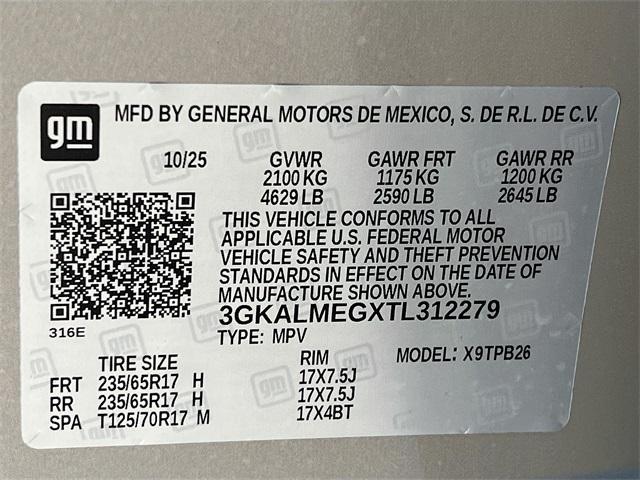 gm MFD BY GENERAL MOTORS DE MEXICO, S. DE R.L. DE C.V.
10/25 GVWR GAWR FRT GAWR RR
2100 KG 1175 KG 1200 KG
4629 LB 2590 LB 2645 LB
THIS VEHICLE CONFORMS TO ALL
APPLICABLE U.S. FEDERAL MOTOR
VEHICLE SAFETY AND THEFT PREVENTION
STANDARDS IN EFFECT ON THE DATE OF
MANUFACTURE SHOWN ABOVE.
3GKALMEGXTL312279
316E TYPE: MPV
TIRE SIZE RIM MODEL: X9TPB26
FRT 235/65R17 H 17X7.5J
RR 235/65R17 H 17X7.5J
SPA T125/70R17 M 17X4BT